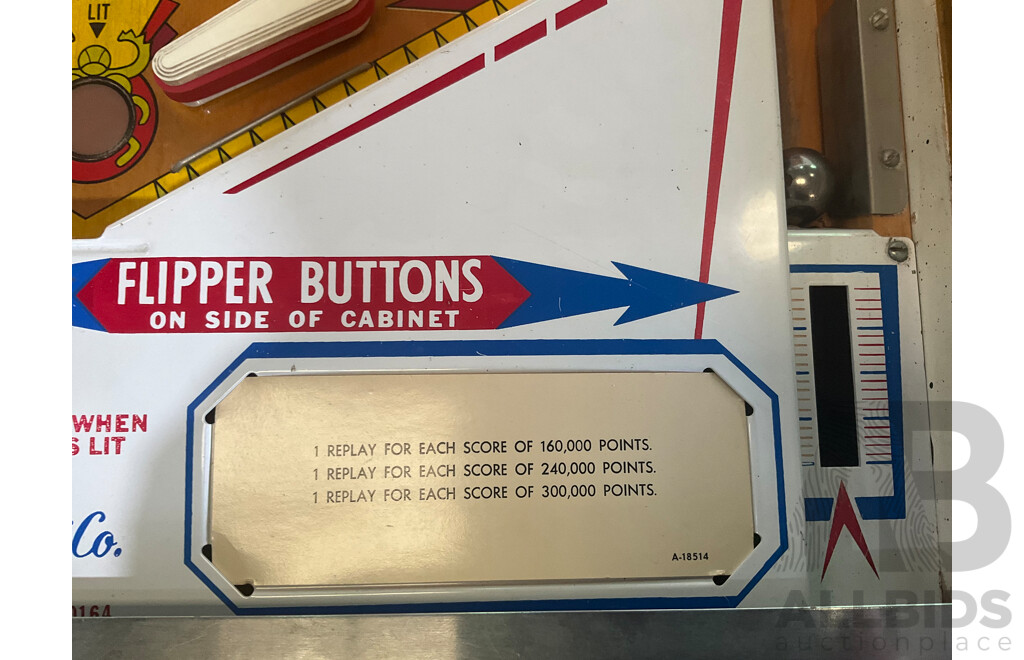 LIT
FLIPPER BUTTONS
ON SIDE OF CABINET
WHEN
S LIT
1 REPLAY FOR EACH SCORE OF 160,000 POINTS.
1 REPLAY FOR EACH SCORE OF 240,000 POINTS.
1 REPLAY FOR EACH SCORE OF 300,000 POINTS.
Co.
A-18514
0164
AB
ALLBIDS
auctionplace